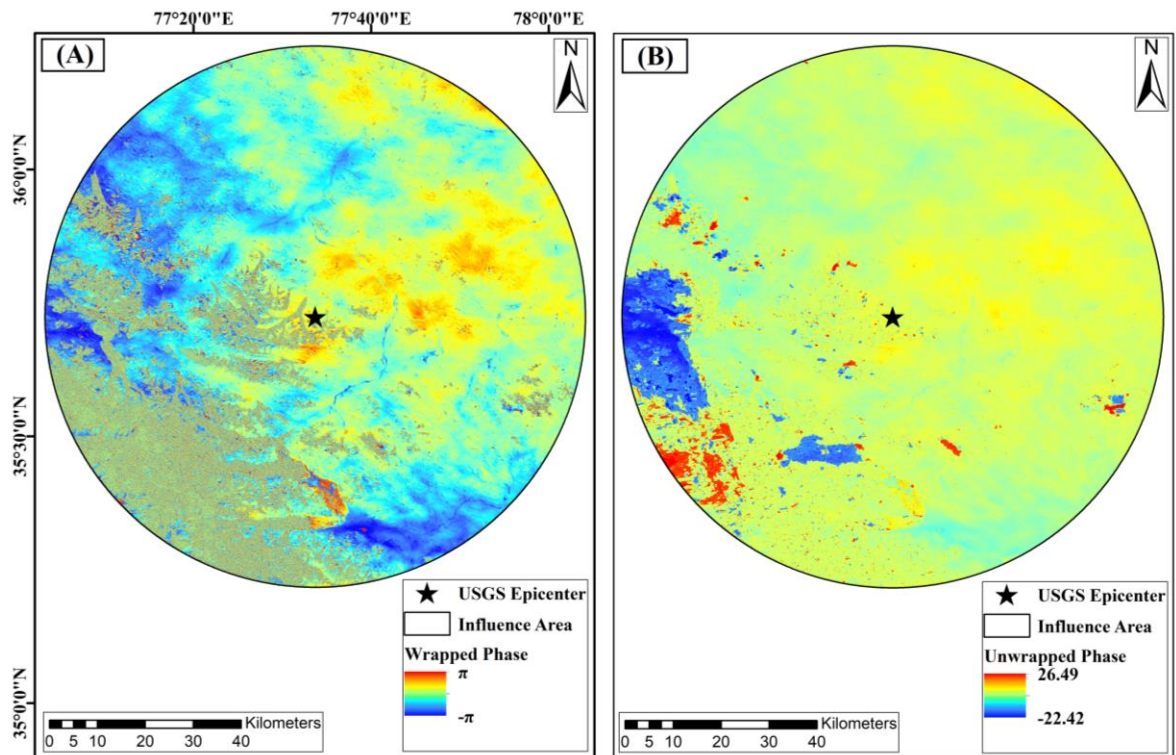 77°20'0"E 77°40'0"E 78°0'0"E
(A)
N
36°0'0"N
35°30'0"N
35°0'0"N
USGS Epicenter
Influence Area
Wrapped Phase
π
-π
0 5 10 20 30 40 Kilometers
(B)
N
USGS Epicenter
Influence Area
Unwrapped Phase
26.49
-22.42
0 5 10 20 30 40 Kilometers